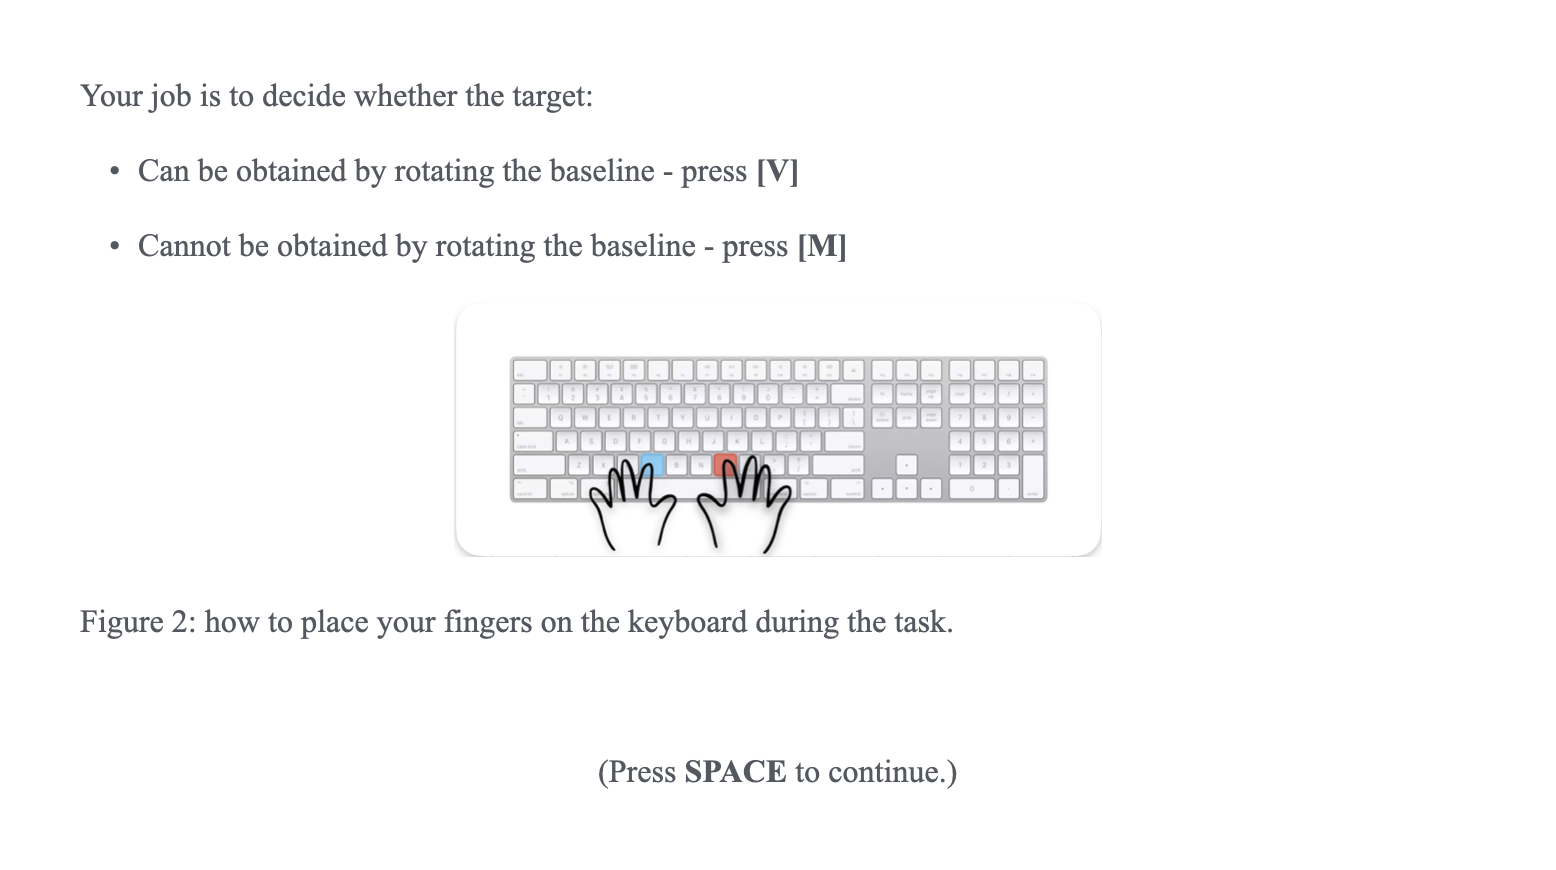 Your job is to decide whether the target:
• Can be obtained by rotating the baseline - press [V]
• Cannot be obtained by rotating the baseline - press [M]
Figure 2: how to place your fingers on the keyboard during the task.
(Press SPACE to continue.)